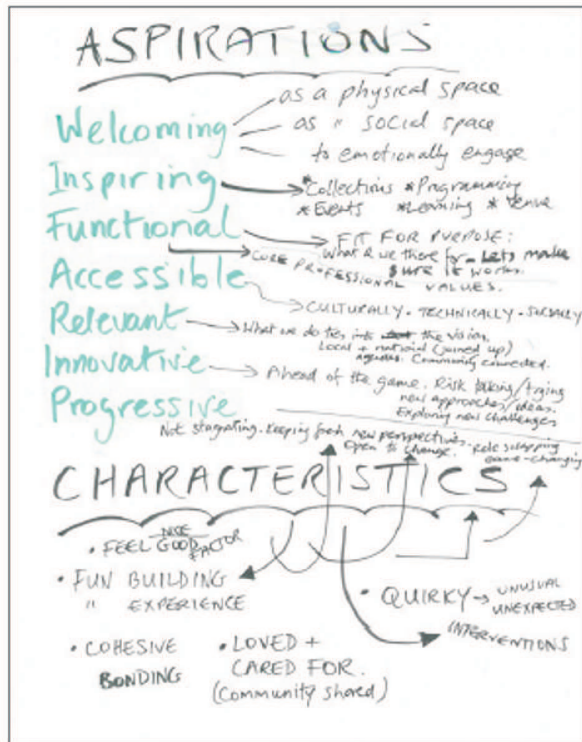 ASPIRATIONS
Welcoming
as a physical space
as " social space
to emotionally engage
Inspiring
*Collections *Programming
*Events *Learning *Venue
Functional
FIT FOR PURPOSE:
What R we there for - Lets make
sure it works.
CORE PROFESSIONAL VALUES.
Accessible
CULTURALLY - TECHNICALLY - SOCIALLY
Relevant
What we do ties into the vision.
Local + national (joined up)
agendas. Community connected.
Innovative
Ahead of the game. Risk taking/trying
new approaches/ideas.
Exploring new challenges
Progressive
Not stagnating. Keeping fresh new perspectives.
Open to change. Role swapping
game-changing
CHARACTERISTICS
NICE
• FEEL GOOD FACTOR
• FUN BUILDING
" EXPERIENCE
• QUIRKY → UNUSUAL
UNEXPECTED
INTERVENTIONS
• COHESIVE
BONDING
• LOVED +
CARED FOR.
(Community shared)